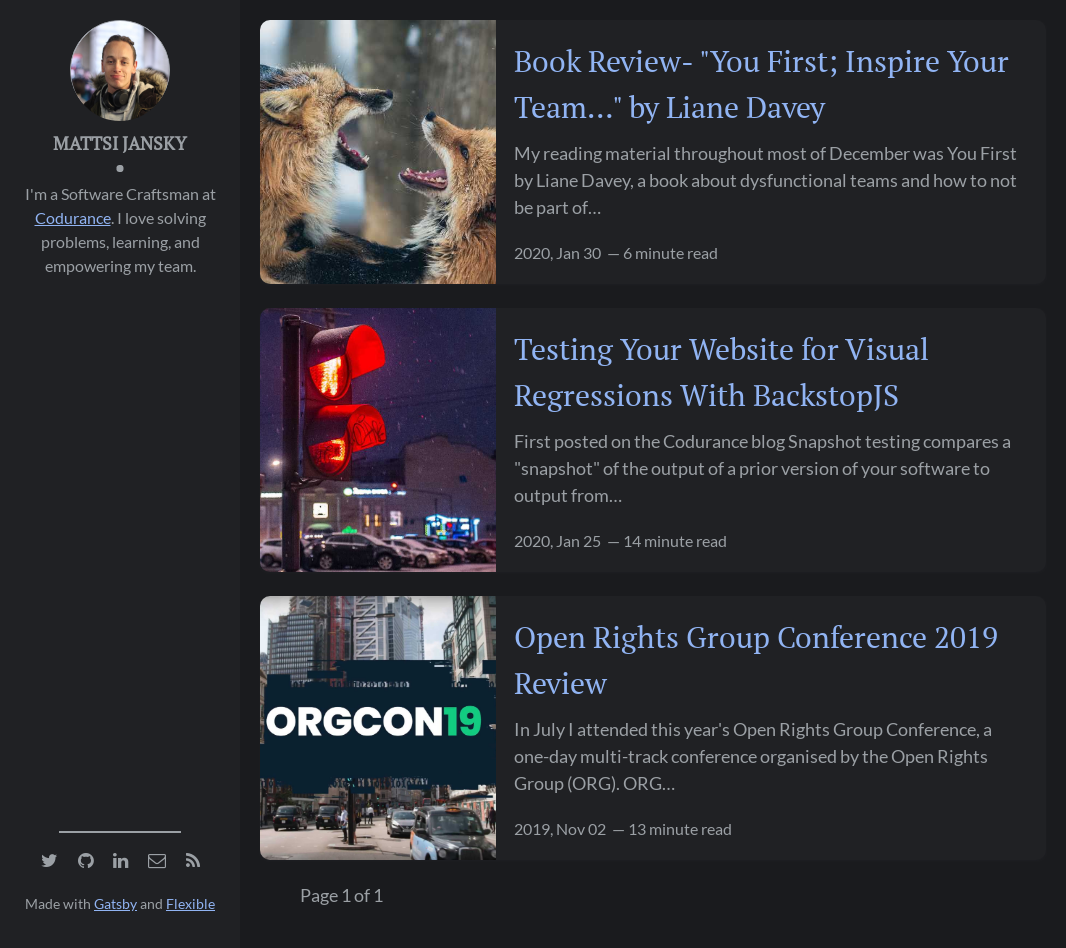 MATTSI JANSKY
I'm a Software Craftsman at
Codurance. I love solving
problems, learning, and
empowering my team.
Made with Gatsby and Flexible
Book Review- "You First; Inspire Your
Team..." by Liane Davey
My reading material throughout most of December was You First
by Liane Davey, a book about dysfunctional teams and how to not
be part of…
2020, Jan 30 — 6 minute read
Testing Your Website for Visual
Regressions With BackstopJS
First posted on the Codurance blog Snapshot testing compares a
"snapshot" of the output of a prior version of your software to
output from…
2020, Jan 25 — 14 minute read
ORGCON19
Open Rights Group Conference 2019
Review
In July I attended this year's Open Rights Group Conference, a
one-day multi-track conference organised by the Open Rights
Group (ORG). ORG…
2019, Nov 02 — 13 minute read
Page 1 of 1